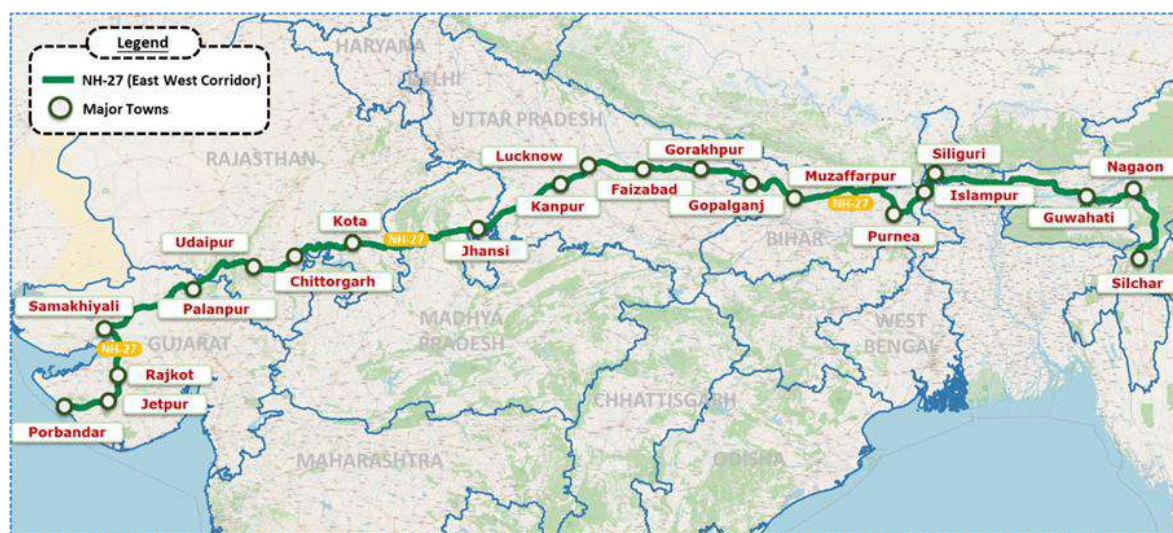 Legend
NH-27 (East West Corridor)
Major Towns
HARYANA
DELHI
UTTAR PRADESH
RAJASTHAN
Lucknow
Gorakhpur
Siliguri
Nagaon
Muzaffarpur
Faizabad
Islampur
Kanpur
Gopalganj
NH-27
Guwahati
Kota
Purnea
Udaipur
NH-27
BIHAR
Jhansi
Silchar
Chittorgarh
Samakhiyali
Palanpur
MADHYA
PRADESH
WEST
BENGAL
NH-27
GUJARAT
Rajkot
Jetpur
CHHATTISGARH
Porbandar
MAHARASHTRA
ODISHA